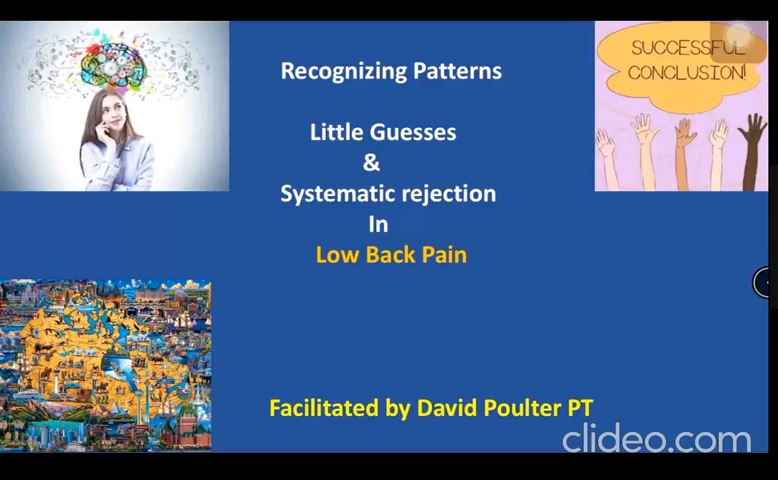 Recognizing Patterns
Little Guesses
&
Systematic rejection
In
Low Back Pain
SUCCESSFUL
CONCLUSION!
Facilitated by David Poulter PT
clideo.com